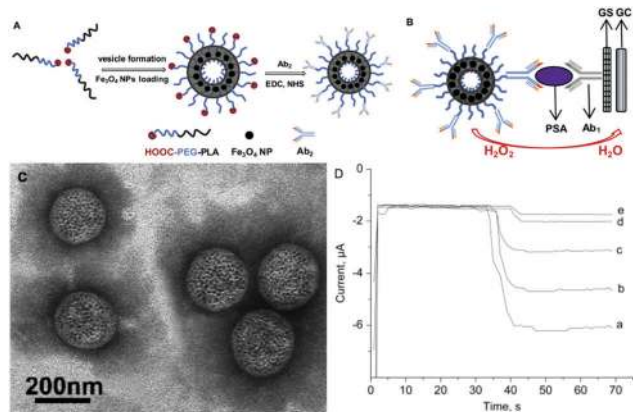 A
vesicle formation
Fe₃O₄ NPs loading
Ab₂
EDC, NHS
HOOC-PEG-PLA
Fe₃O₄ NP
Ab₂
B
GS GC
PSA
Ab₁
H₂O₂
H₂O
C
200nm
D
Current, µA
-2
-4
-6
e
d
c
b
a
0 10 20 30 40 50 60 70
Time, s